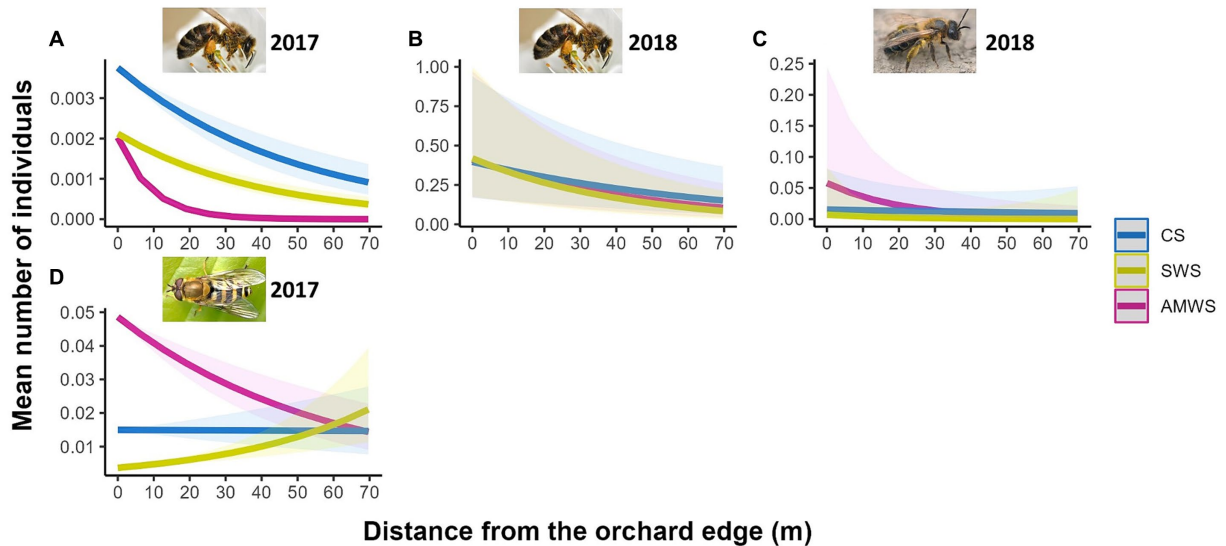 A 2017
B 2018
C 2018
Mean number of individuals
0.003
0.002
0.001
0.000
0 10 20 30 40 50 60 70
1.00
0.75
0.50
0.25
0.00
0 10 20 30 40 50 60 70
0.25
0.20
0.15
0.10
0.05
0.00
0 10 20 30 40 50 60 70
CS
SWS
AMWS
D 2017
0.05
0.04
0.03
0.02
0.01
0 10 20 30 40 50 60 70
Distance from the orchard edge (m)